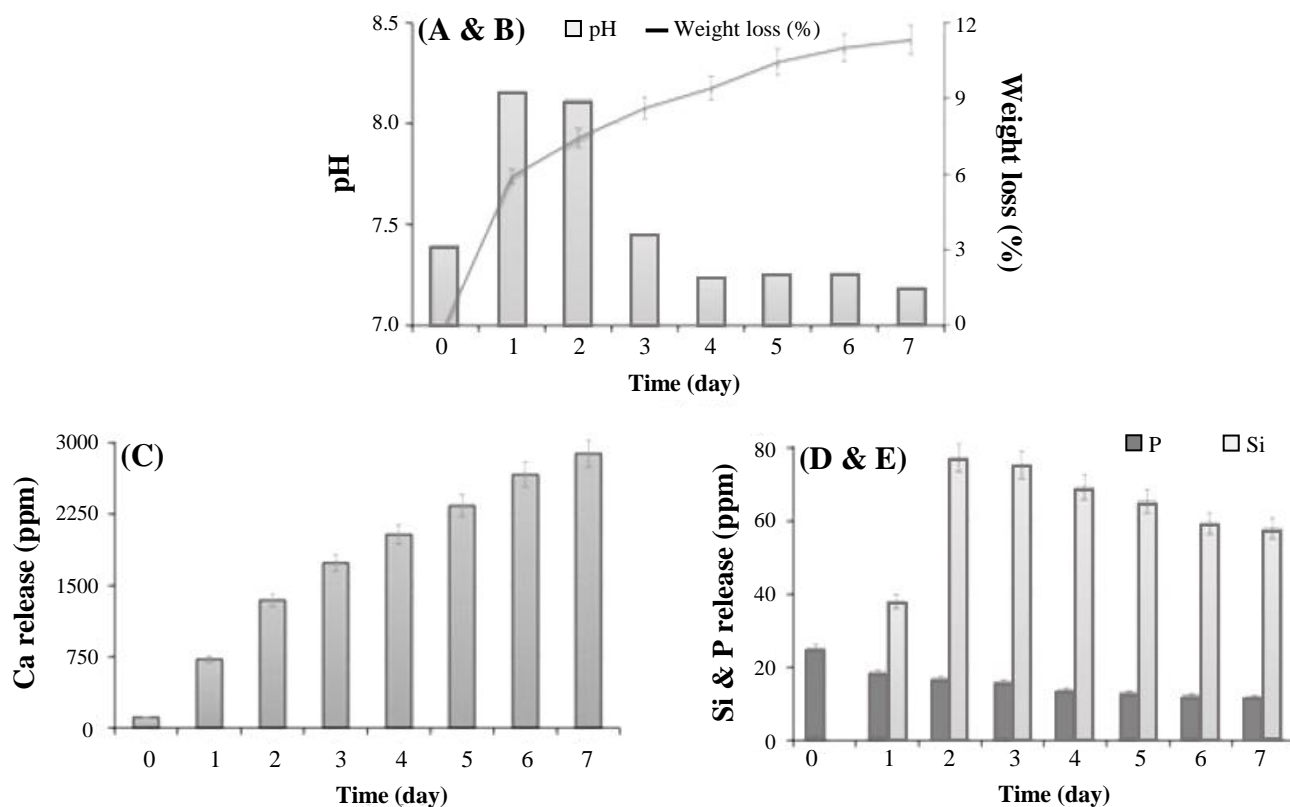 (A & B)
pH
Weight loss (%)
8.5
8.0
7.5
7.0
pH
12
9
6
3
0
Weight loss (%)
0 1 2 3 4 5 6 7
Time (day)
(C)
3000
2250
1500
750
0
Ca release (ppm)
0 1 2 3 4 5 6 7
Time (day)
(D & E)
P
Si
80
60
40
20
0
Si & P release (ppm)
0 1 2 3 4 5 6 7
Time (day)